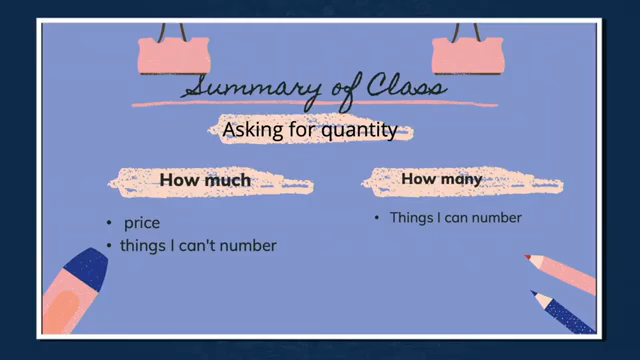 Summary of Class
Asking for quantity
How much
• price
• things I can't number
How many
• Things I can number